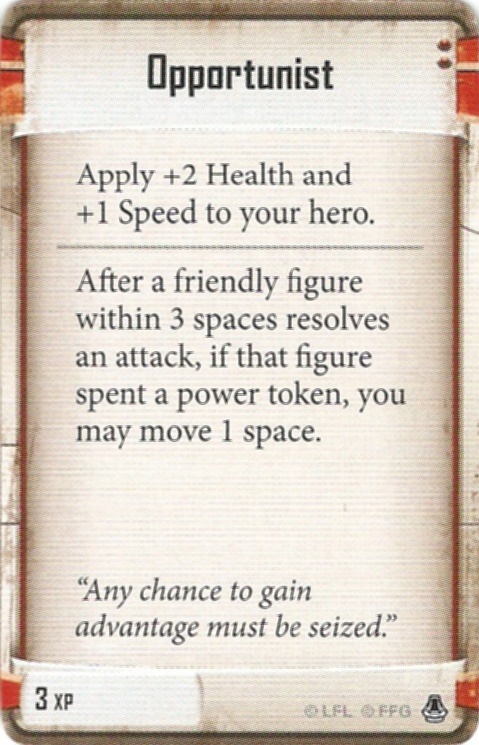 Opportunist
Apply +2 Health and
+1 Speed to your hero.
After a friendly figure
within 3 spaces resolves
an attack, if that figure
spent a power token, you
may move 1 space.
“Any chance to gain
advantage must be seized.”
3 XP
© LFL © FFG